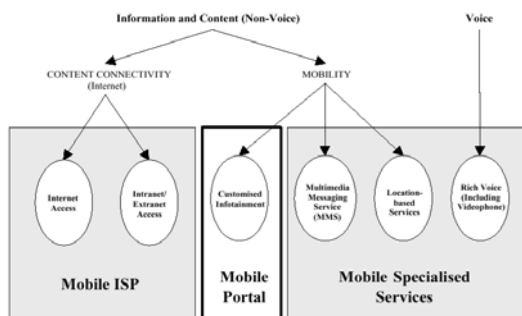 Information and Content (Non-Voice)
Voice
CONTENT CONNECTIVITY
(Internet)
MOBILITY
Internet
Access
Intranet/
Extranet
Access
Customised
Infotainment
Multimedia
Messaging
Service
(MMS)
Location-
based
Services
Rich Voice
(Including
Videophone)
Mobile ISP
Mobile
Portal
Mobile Specialised
Services